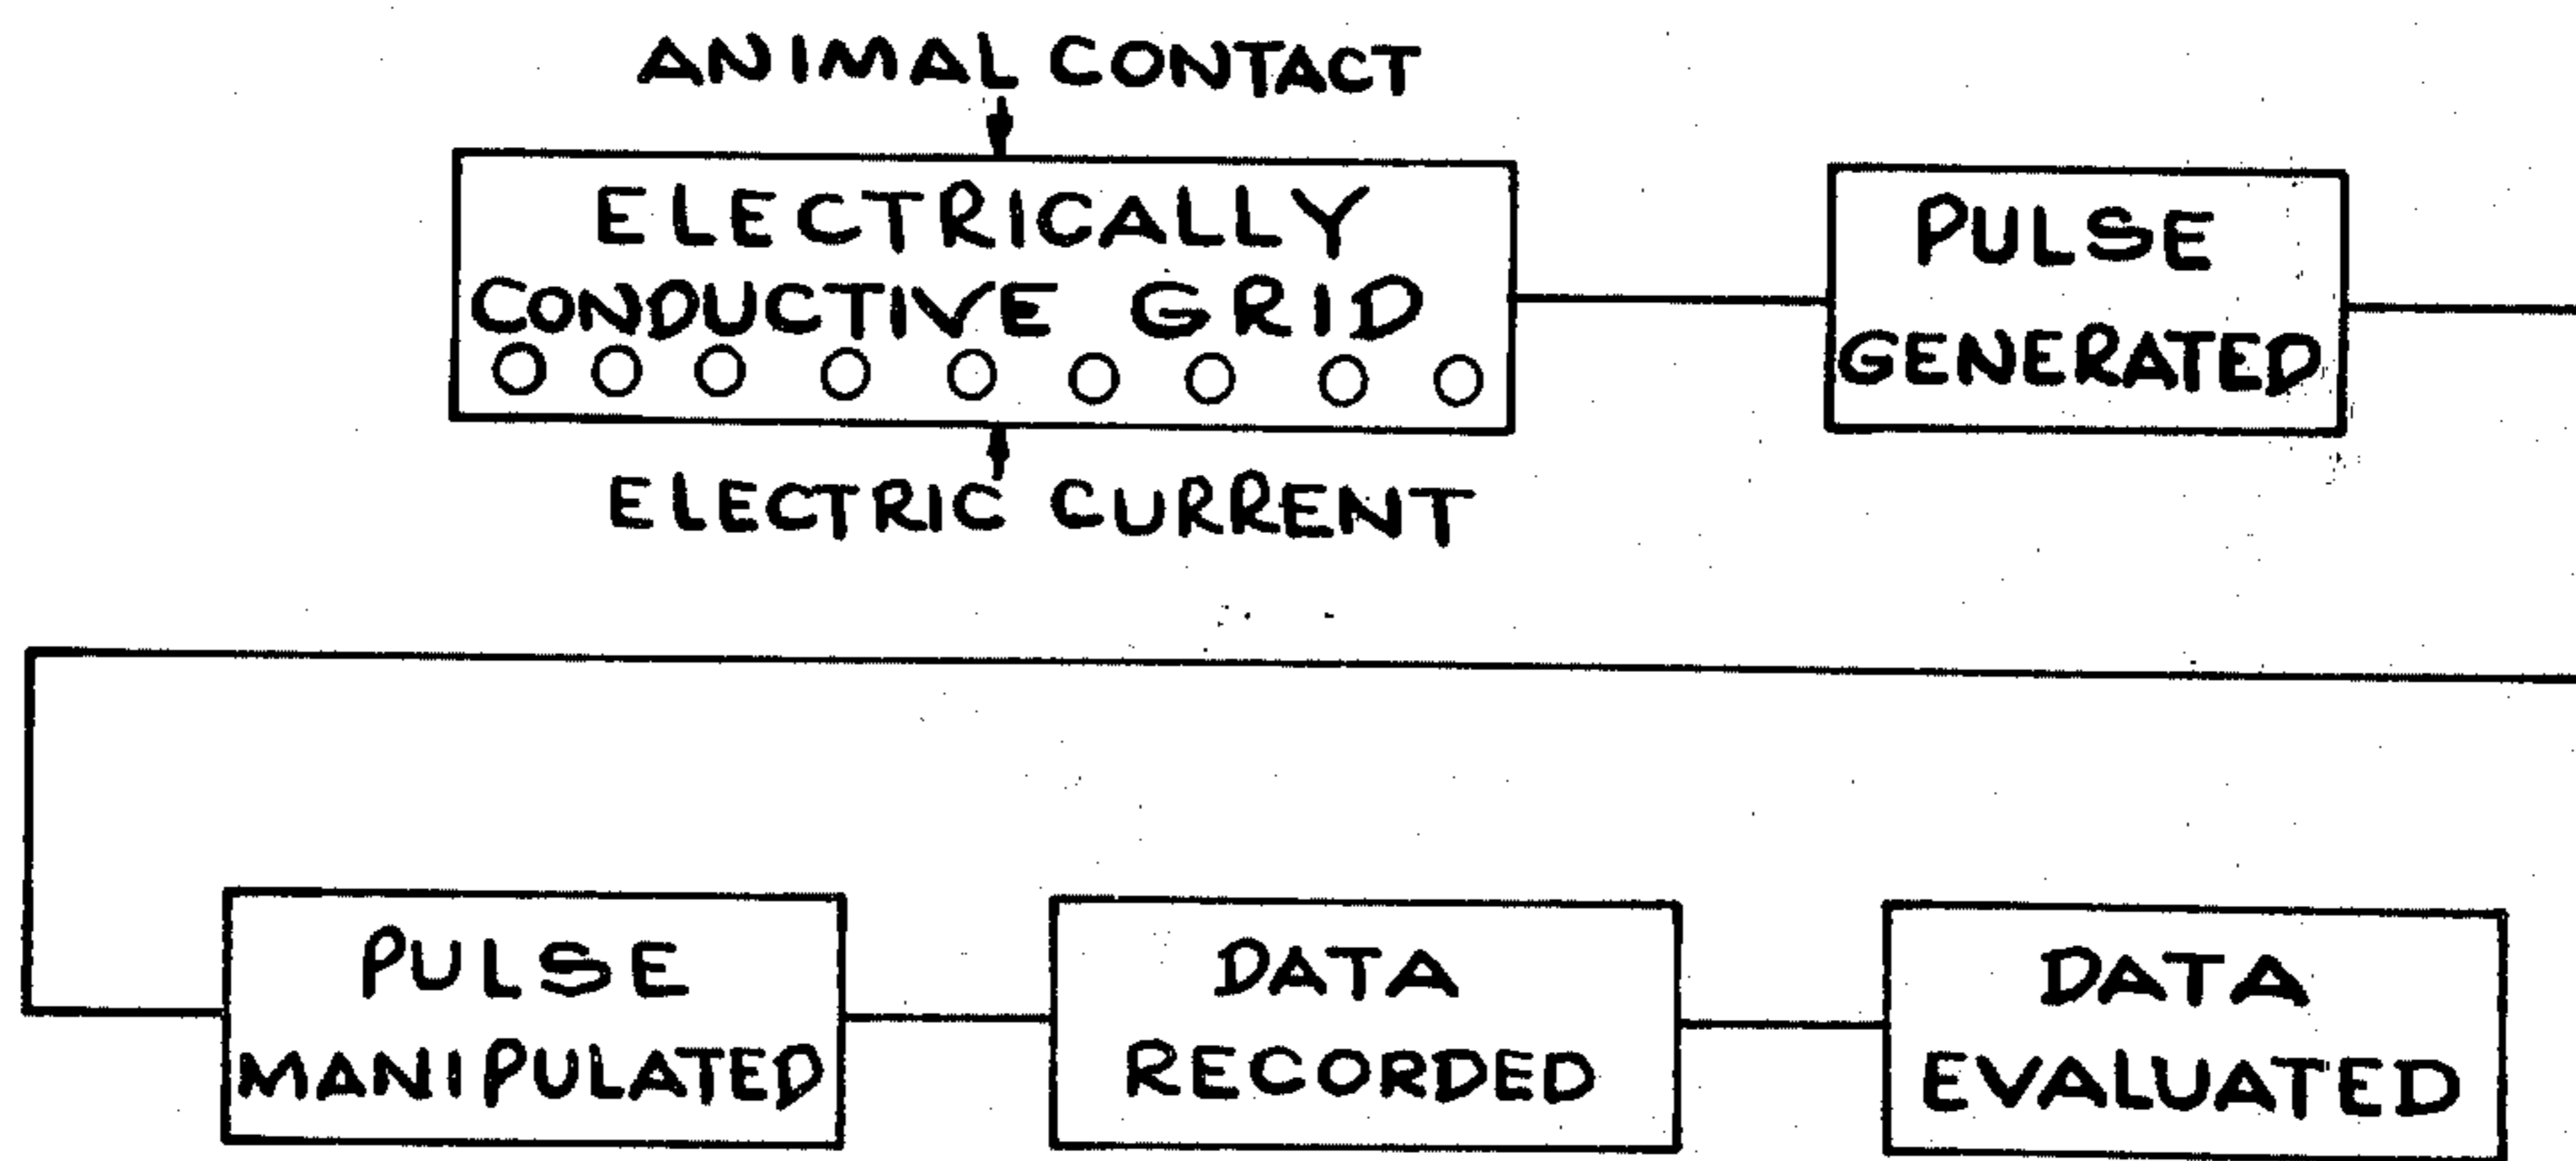 ANIMAL CONTACT
ELECTRICALLY
CONDUCTIVE GRID
ELECTRIC CURRENT
PULSE
GENERATED
PULSE
MANIPULATED
DATA
RECORDED
DATA
EVALUATED